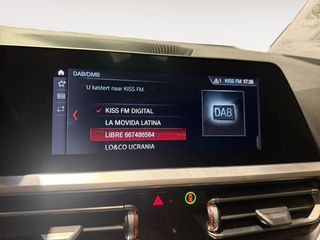 DAB/DMB
1 KISS FM 17:36
U luistert naar KISS FM.
KISS FM DIGITAL
LA MOVIDA LATINA
LIBRE 667486564
LO&CO UCRANIA
DAB